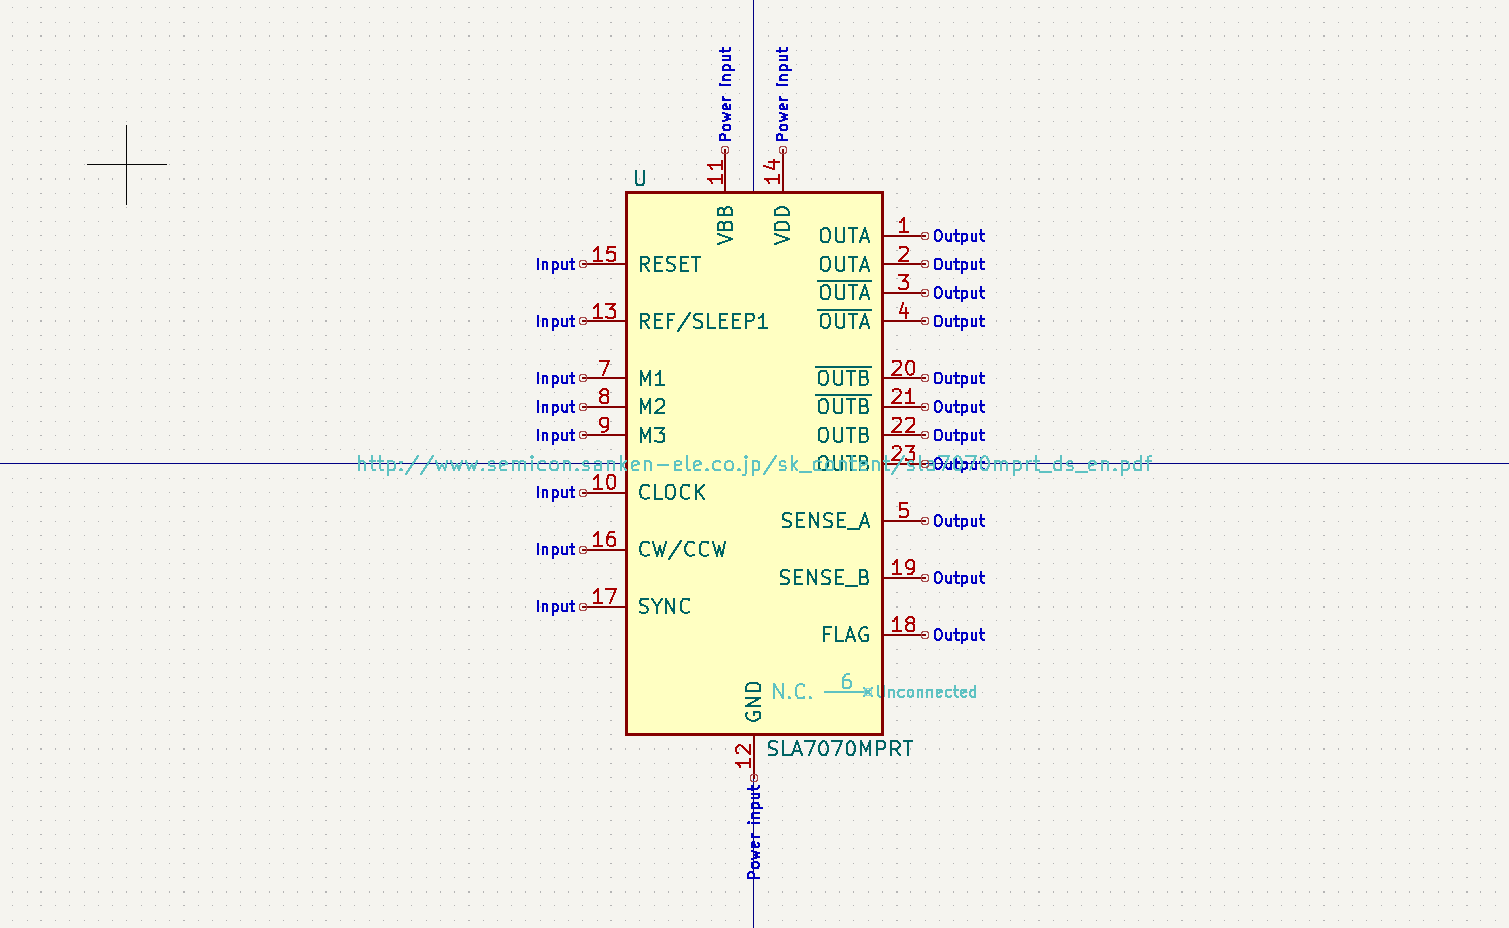 Power Input
Power Input
11
14
U
VBB
VDD
OUTA 1 Output
Input 15 RESET
OUTA 2 Output
OUTA 3 Output
Input 13 REF/SLEEP1
OUTA 4 Output
Input 7 M1
OUTB 20 Output
Input 8 M2
OUTB 21 Output
Input 9 M3
OUTB 22 Output
OUTB 23 Output
http://www.semicon.sanken-ele.co.jp/sk_content/sla7070mprt_ds_en.pdf
Input 10 CLOCK
SENSE_A 5 Output
Input 16 CW/CCW
SENSE_B 19 Output
Input 17 SYNC
FLAG 18 Output
N.C. 6 Unconnected
GND
12
SLA7070MPRT
Power input